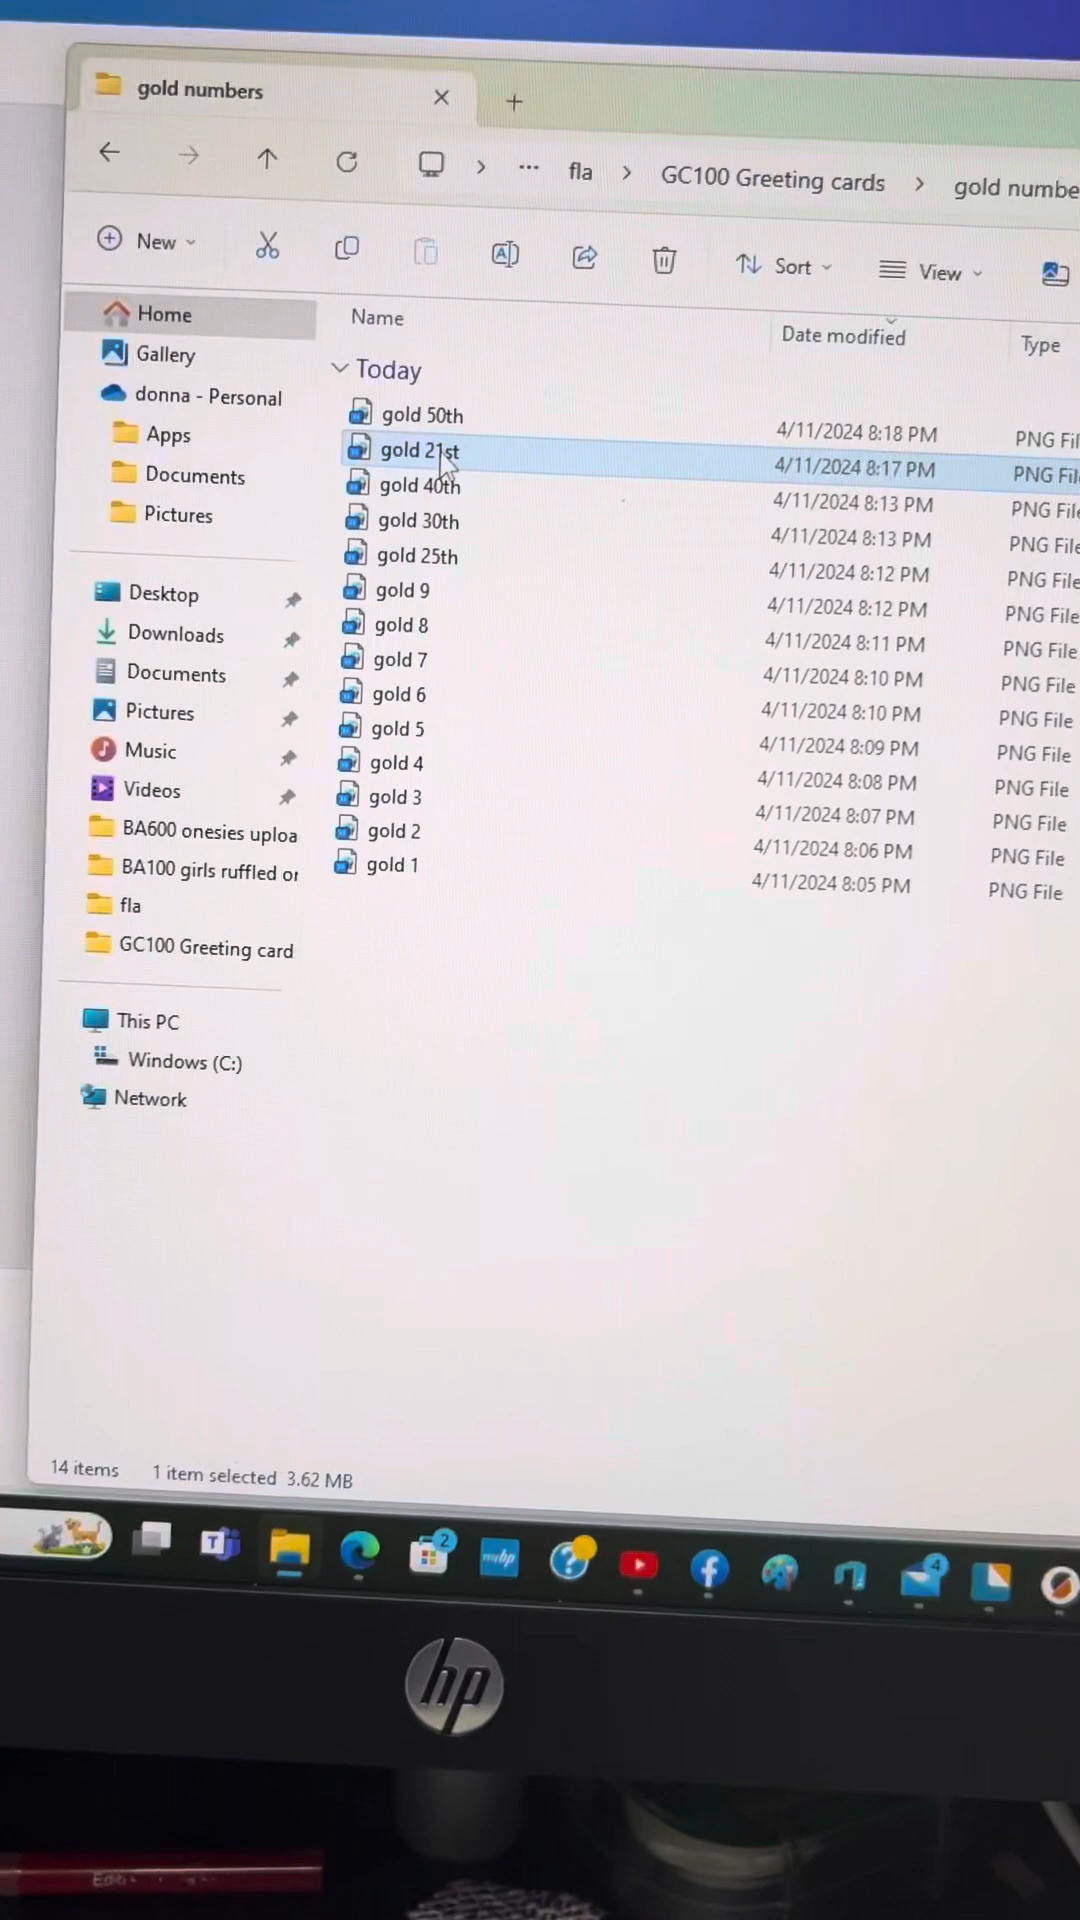 gold numbers
fla > GC100 Greeting cards > gold numbe
New
Sort
View
Name
Date modified
Type
Home
Gallery
donna - Personal
Apps
Documents
Pictures
Desktop
Downloads
Documents
Pictures
Music
Videos
BA600 onesies uploa
BA100 girls ruffled or
fla
GC100 Greeting card
This PC
Windows (C:)
Network
Today
gold 50th 4/11/2024 8:18 PM PNG Fil
gold 21st 4/11/2024 8:17 PM PNG File
gold 40th 4/11/2024 8:13 PM PNG File
gold 30th 4/11/2024 8:13 PM PNG File
gold 25th 4/11/2024 8:12 PM PNG File
gold 9 4/11/2024 8:12 PM PNG File
gold 8 4/11/2024 8:11 PM PNG File
gold 7 4/11/2024 8:10 PM PNG File
gold 6 4/11/2024 8:10 PM PNG File
gold 5 4/11/2024 8:09 PM PNG File
gold 4 4/11/2024 8:08 PM PNG File
gold 3 4/11/2024 8:07 PM PNG File
gold 2 4/11/2024 8:06 PM PNG File
gold 1 4/11/2024 8:05 PM PNG File
14 items 1 item selected 3.62 MB
T
2
myhp
?
4
hp